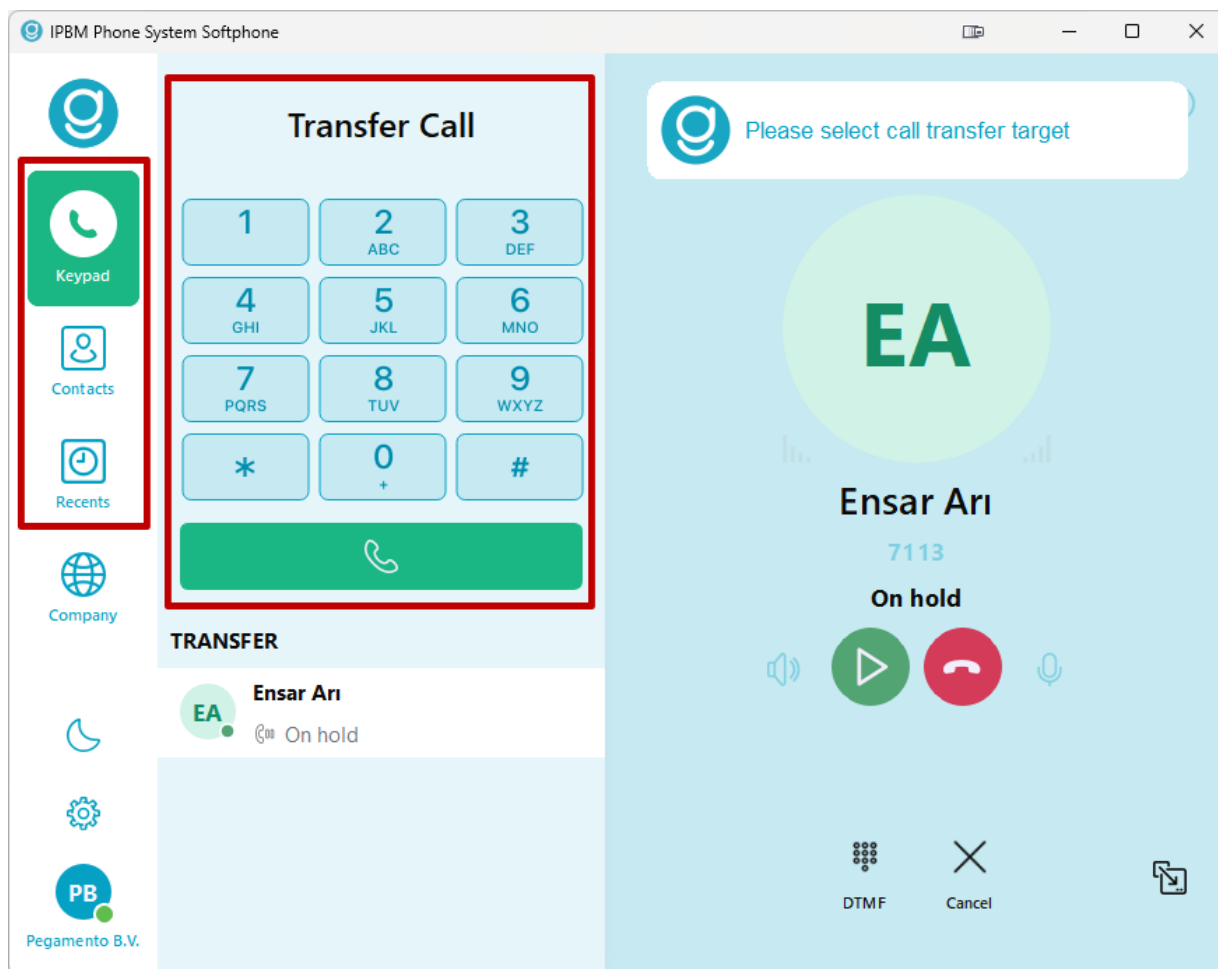 IPBM Phone System Softphone
Keypad
Contacts
Recents
Company
PB
Pegamento B.V.
Transfer Call
1
2
ABC
3
DEF
4
GHI
5
JKL
6
MNO
7
PQRS
8
TUV
9
WXYZ
*
0
+
#
TRANSFER
EA
Ensar Arı
On hold
Please select call transfer target
EA
Ensar Arı
7113
On hold
DTMF
Cancel